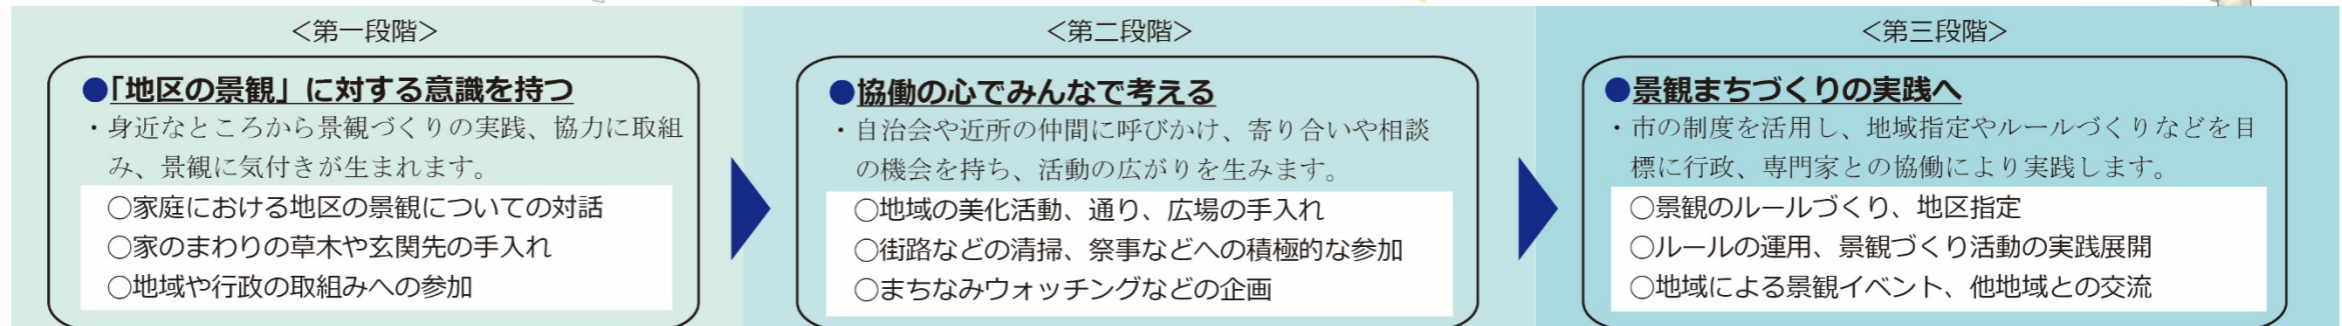 ＜第一段階＞
●「地区の景観」に対する意識を持つ
・身近なところから景観づくりの実践、協力に取組
み、景観に気付きが生まれます。
○家庭における地区の景観についての対話
○家のまわりの草木や玄関先の手入れ
○地域や行政の取組みへの参加
＜第二段階＞
●協働の心でみんなで考える
・自治会や近所の仲間に呼びかけ、寄り合いや相談
の機会を持ち、活動の広がりを生みます。
○地域の美化活動、通り、広場の手入れ
○街路などの清掃、祭事などへの積極的な参加
○まちなみウォッチングなどの企画
＜第三段階＞
●景観まちづくりの実践へ
・市の制度を活用し、地域指定やルールづくりなどを目
標に行政、専門家との協働により実践します。
○景観のルールづくり、地区指定
○ルールの運用、景観づくり活動の実践展開
○地域による景観イベント、他地域との交流